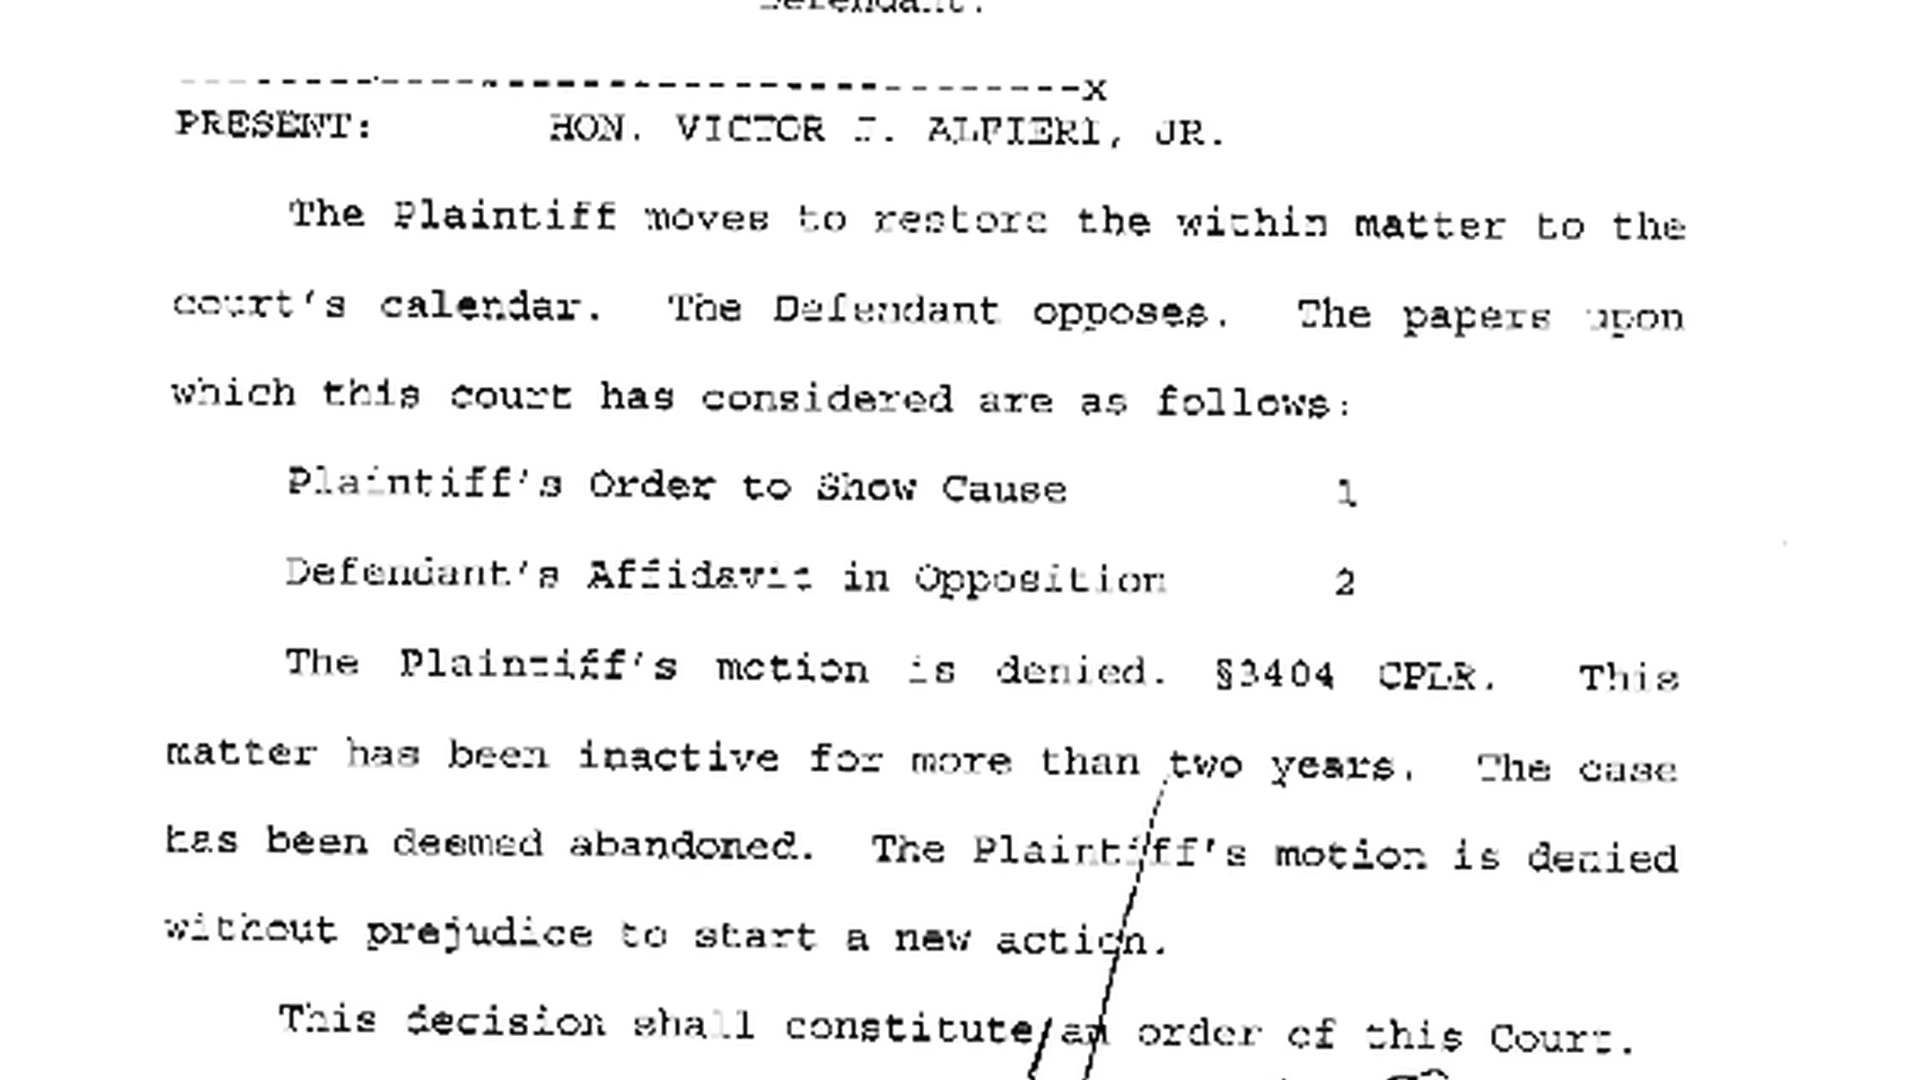 Defendant.
--------------------------------------x
PRESENT: HON. VICTOR J. ALFIERI, JR.
The Plaintiff moves to restore the within matter to the
court's calendar. The Defendant opposes. The papers upon
which this court has considered are as follows:
Plaintiff's Order to Show Cause 1
Defendant's Affidavit in Opposition 2
The Plaintiff's motion is denied. §3404 CPLR. This
matter has been inactive for more than two years. The case
has been deemed abandoned. The Plaintiff's motion is denied
without prejudice to start a new action.
This decision shall constitute an order of this Court.